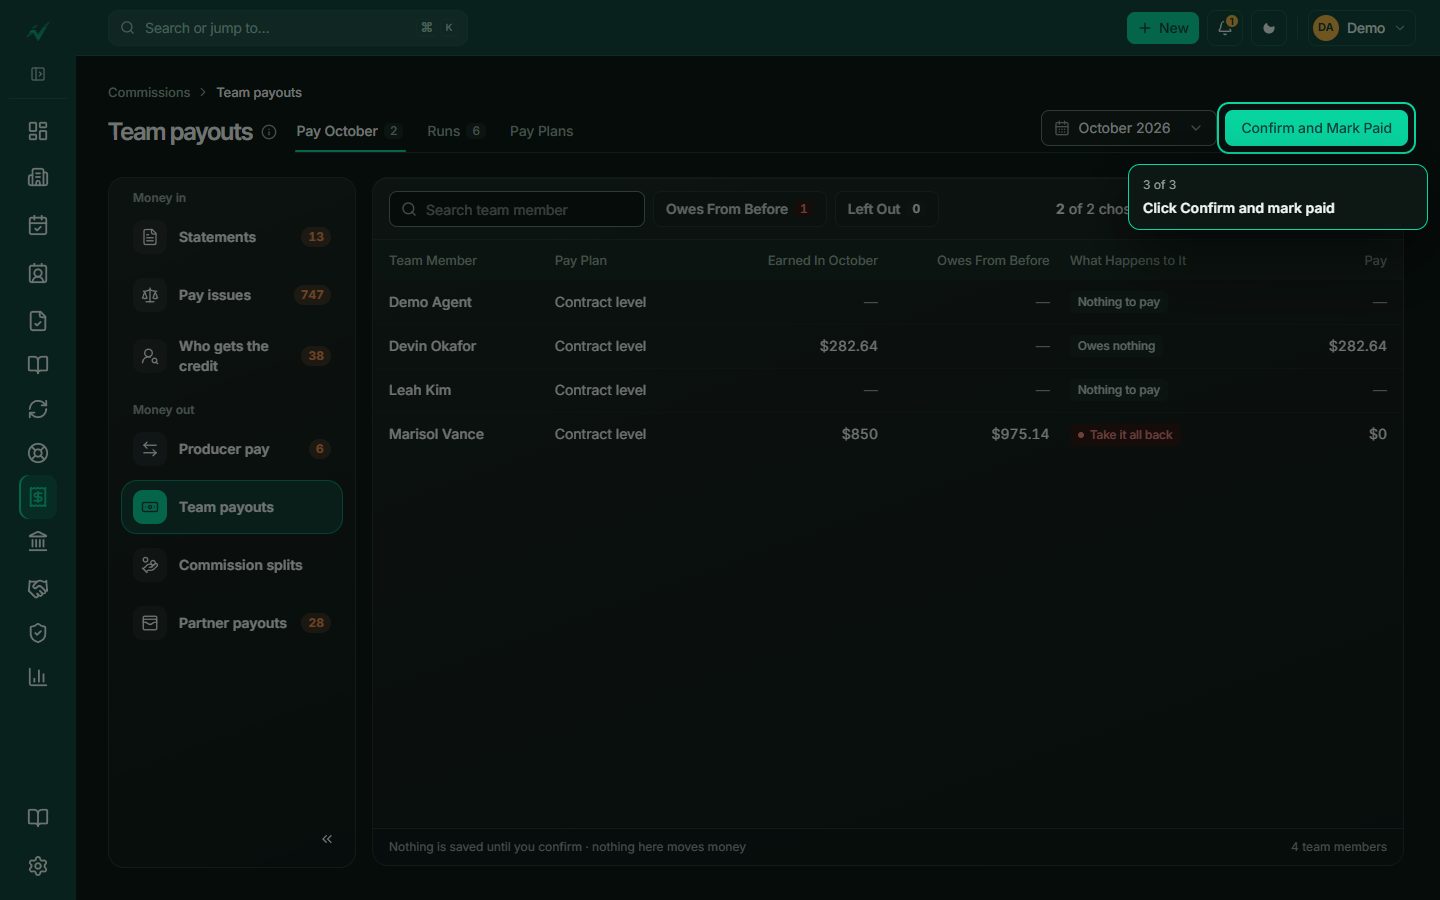 Search or jump to...
⌘ K
New
1
DA
Demo
Commissions > Team payouts
Team payouts
Pay October 2
Runs 6
Pay Plans
October 2026
Confirm and Mark Paid
3 of 3
Click Confirm and mark paid
Money in
Statements 13
Pay issues 747
Who gets the
credit
38
Money out
Producer pay 6
Team payouts
Commission splits
Partner payouts 28
Search team member
Owes From Before 1
Left Out 0
2 of 2 chos
Team Member Pay Plan Earned In October Owes From Before What Happens to It Pay
Demo Agent Contract level — — Nothing to pay —
Devin Okafor Contract level $282.64 — Owes nothing $282.64
Leah Kim Contract level — — Nothing to pay —
Marisol Vance Contract level $850 $975.14 Take it all back $0
Nothing is saved until you confirm · nothing here moves money
4 team members